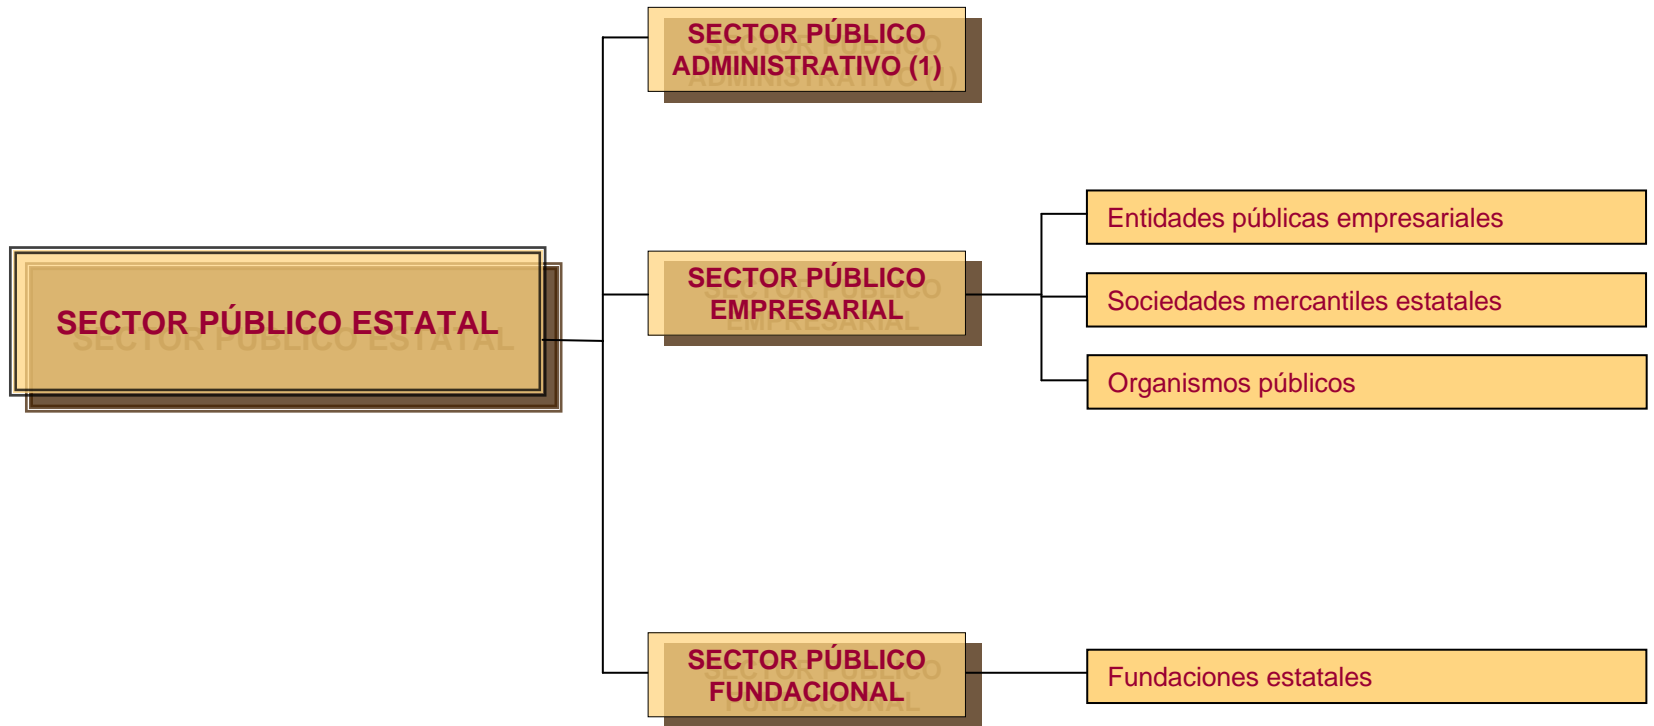 SECTOR PÚBLICO
ADMINISTRATIVO (1)
Entidades públicas empresariales
SECTOR PÚBLICO
EMPRESARIAL
Sociedades mercantiles estatales
SECTOR PÚBLICO ESTATAL
Organismos públicos
SECTOR PÚBLICO
FUNDACIONAL
Fundaciones estatales